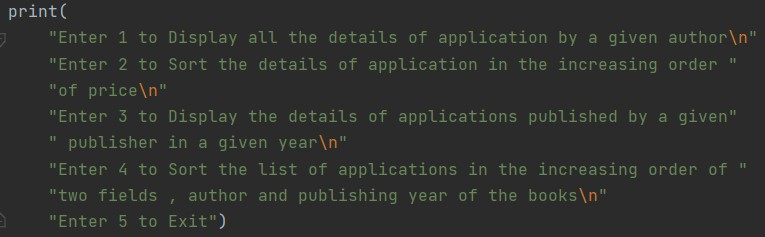 print(
"Enter 1 to Display all the details of application by a given author\n"
"Enter 2 to Sort the details of application in the increasing order "
"of price\n"
"Enter 3 to Display the details of applications published by a given"
" publisher in a given year\n"
"Enter 4 to Sort the list of applications in the increasing order of "
"two fields , author and publishing year of the books\n"
"Enter 5 to Exit")